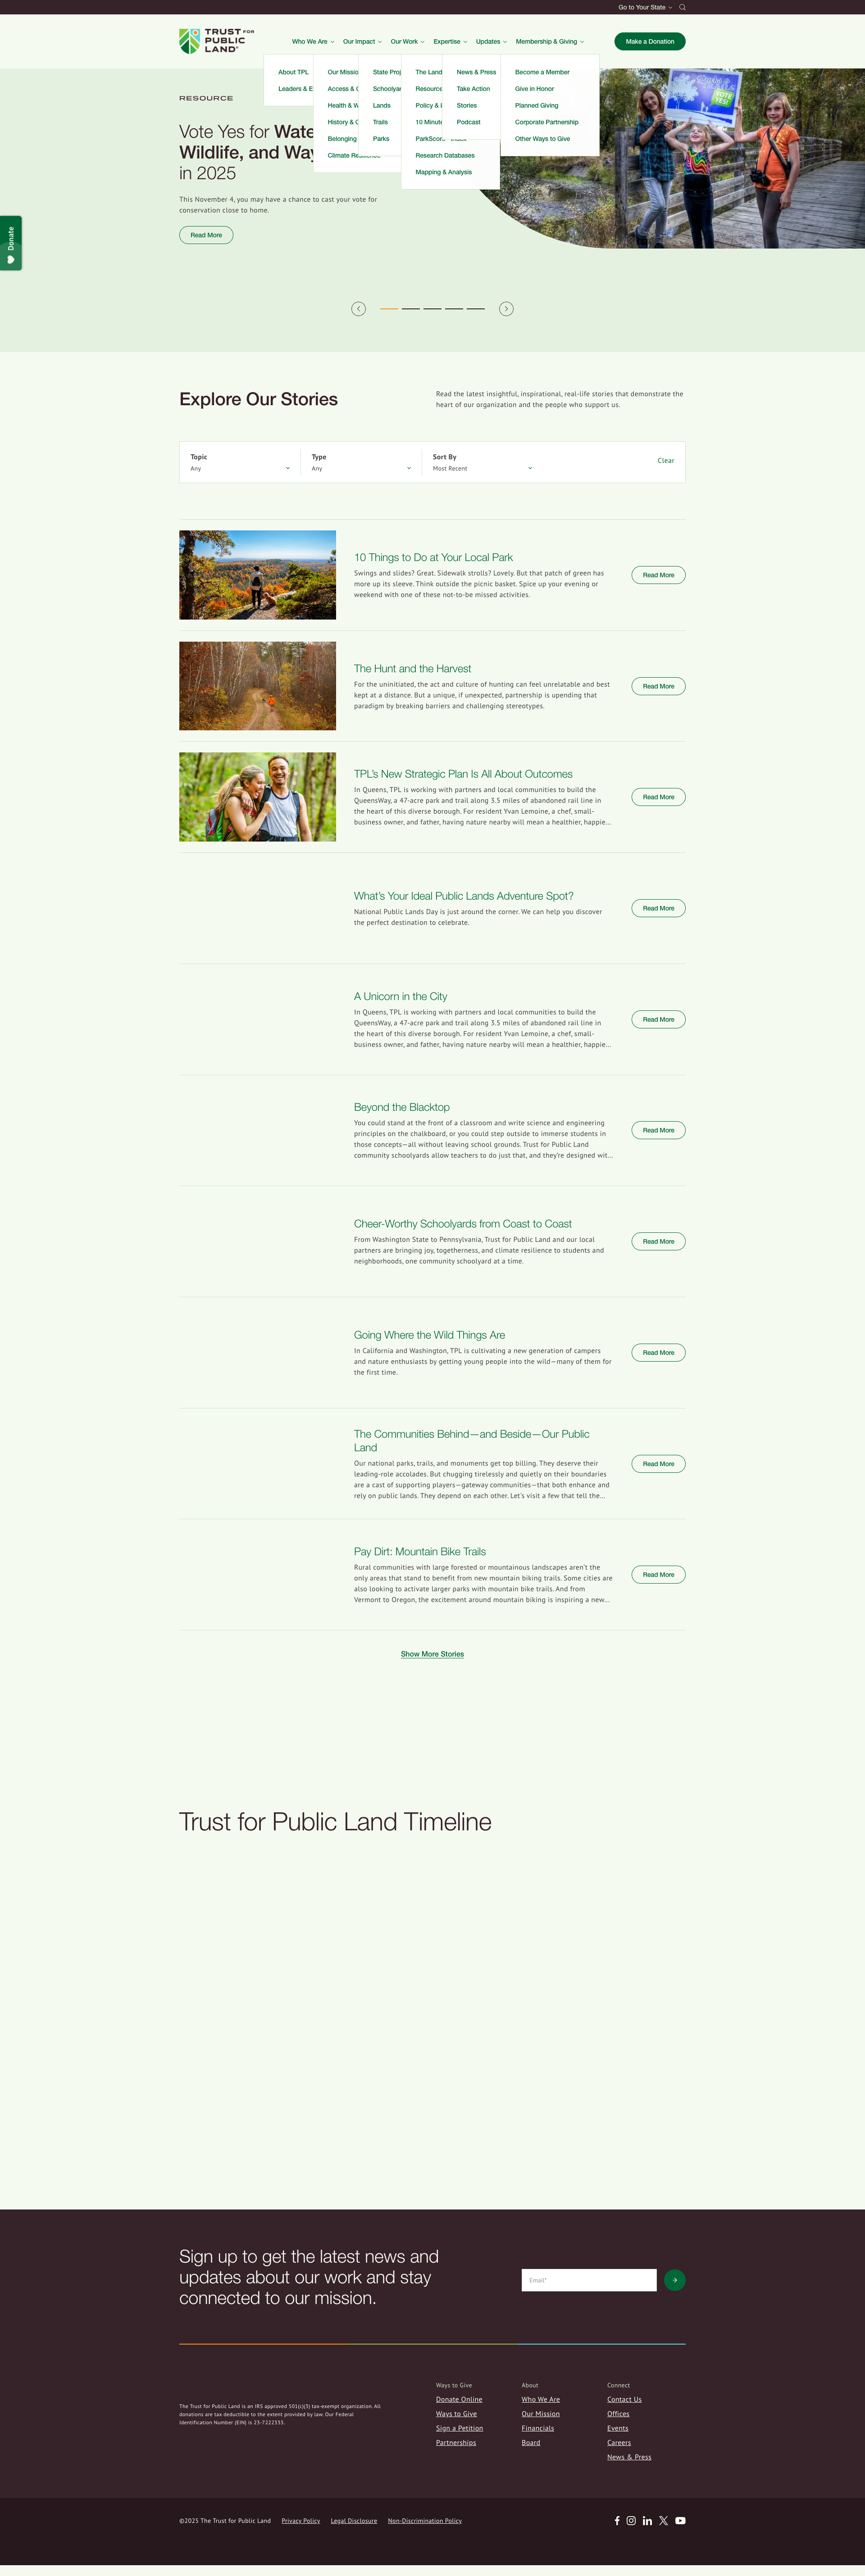 Go to Your State
TRUST FOR
PUBLIC
LAND®
Who We Are
Our Impact
Our Work
Expertise
Updates
Membership & Giving
Make a Donation
About TPL
Leaders &
Our
Access &
Health &
History &
Belonging
Climate
State
Lands
Trails
Parks
The Land
Policy &
10
Research Databases
Mapping & Analysis
News & Press
Take Action
Stories
Podcast
Become a Member
Give in Honor
Planned Giving
Corporate Partnership
Other Ways to Give
RESOURCE
Vote Yes for
Wildlife, and
in 2025
This November 4, you may have a chance to cast your vote for
conservation close to home.
Read More
VOTE
YES!
Donate
Explore Our Stories
Read the latest insightful, inspirational, real-life stories that demonstrate the
heart of our organization and the people who support us.
Topic
Any
Type
Any
Sort By
Most Recent
Clear
10 Things to Do at Your Local Park
Swings and slides? Great. Sidewalk strolls? Lovely. But that patch of green has
more up its sleeve. Think outside the picnic basket. Spice up your evening or
weekend with one of these not-to-be missed activities.
Read More
The Hunt and the Harvest
For the uninitiated, the act and culture of hunting can feel unrelatable and best
kept at a distance. But a unique, if unexpected, partnership is upending that
paradigm by breaking barriers and challenging stereotypes.
Read More
TPL’s New Strategic Plan Is All About Outcomes
In Queens, TPL is working with partners and local communities to build the
QueensWay, a 47-acre park and trail along 3.5 miles of abandoned rail line in
the heart of this diverse borough. For resident Yvan Lemoine, a chef, small-
business owner, and father, having nature nearby will mean a healthier, happie...
Read More
What’s Your Ideal Public Lands Adventure Spot?
National Public Lands Day is just around the corner. We can help you discover
the perfect destination to celebrate.
Read More
A Unicorn in the City
In Queens, TPL is working with partners and local communities to build the
QueensWay, a 47-acre park and trail along 3.5 miles of abandoned rail line in
the heart of this diverse borough. For resident Yvan Lemoine, a chef, small-
business owner, and father, having nature nearby will mean a healthier, happie...
Read More
Beyond the Blacktop
You could stand at the front of a classroom and write science and engineering
principles on the chalkboard, or you could step outside to immerse students in
those concepts—all without leaving school grounds. Trust for Public Land
community schoolyards allow teachers to do just that, and they’re designed wit...
Read More
Cheer-Worthy Schoolyards from Coast to Coast
From Washington State to Pennsylvania, Trust for Public Land and our local
partners are bringing joy, togetherness, and climate resilience to students and
neighborhoods, one community schoolyard at a time.
Read More
Going Where the Wild Things Are
In California and Washington, TPL is cultivating a new generation of campers
and nature enthusiasts by getting young people into the wild—many of them for
the first time.
Read More
The Communities Behind—and Beside—Our Public
Land
Our national parks, trails, and monuments get top billing. They deserve their
leading-role accolades. But chugging tirelessly and quietly on their boundaries
are a cast of supporting players—gateway communities—that both enhance and
rely on public lands. They depend on each other. Let’s visit a few that tell the...
Read More
Pay Dirt: Mountain Bike Trails
Rural communities with large forested or mountainous landscapes aren’t the
only areas that stand to benefit from new mountain biking trails. Some cities are
also looking to activate larger parks with mountain bike trails. And from
Vermont to Oregon, the excitement around mountain biking is inspiring a new...
Read More
Show More Stories
Trust for Public Land Timeline
Sign up to get the latest news and
updates about our work and stay
connected to our mission.
Email*
The Trust for Public Land is an IRS approved 501(c)(3) tax-exempt organization. All
donations are tax deductible to the extent provided by law. Our Federal
Identification Number (EIN) is 23-7222333.
Ways to Give
Donate Online
Ways to Give
Sign a Petition
Partnerships
About
Who We Are
Our Mission
Financials
Board
Connect
Contact Us
Offices
Events
Careers
News & Press
©2025 The Trust for Public Land
Privacy Policy
Legal Disclosure
Non-Discrimination Policy